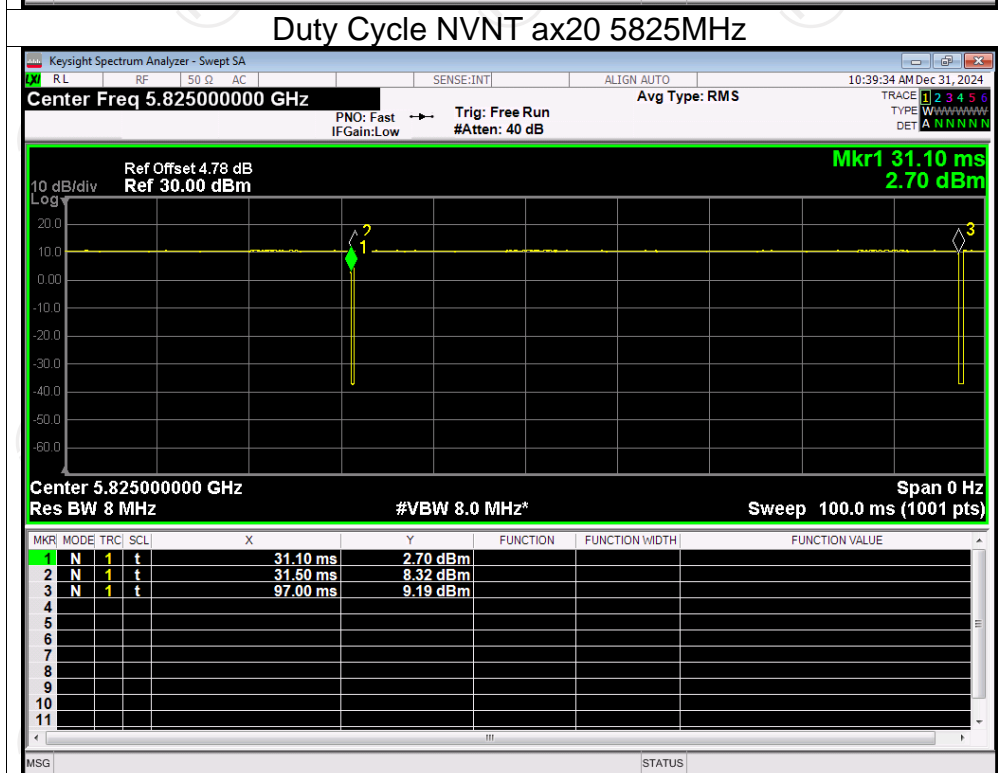 Duty Cycle NVNT ax20 5825MHz
Keysight Spectrum Analyzer - Swept SA
LXI RL RF 50 Ω AC SENSE:INT ALIGN AUTO 10:39:34 AM Dec 31, 2024
Center Freq 5.825000000 GHz Avg Type: RMS TRACE 1 2 3 4 5 6
PNO: Fast Trig: Free Run TYPE WWWWWW
IFGain:Low #Atten: 40 dB DET A N N N N N
Mkr1 31.10 ms
Ref Offset 4.78 dB
10 dB/div Ref 30.00 dBm 2.70 dBm
Log
20.0
10.0
0.00
-10.0
-20.0
-30.0
-40.0
-50.0
-60.0
2
1
3
Center 5.825000000 GHz Span 0 Hz
Res BW 8 MHz #VBW 8.0 MHz* Sweep 100.0 ms (1001 pts)
MKR MODE TRC SCL X Y FUNCTION FUNCTION WIDTH FUNCTION VALUE
1 N 1 t 31.10 ms 2.70 dBm
2 N 1 t 31.50 ms 8.32 dBm
3 N 1 t 97.00 ms 9.19 dBm
4
5
6
7
8
9
10
11
MSG STATUS